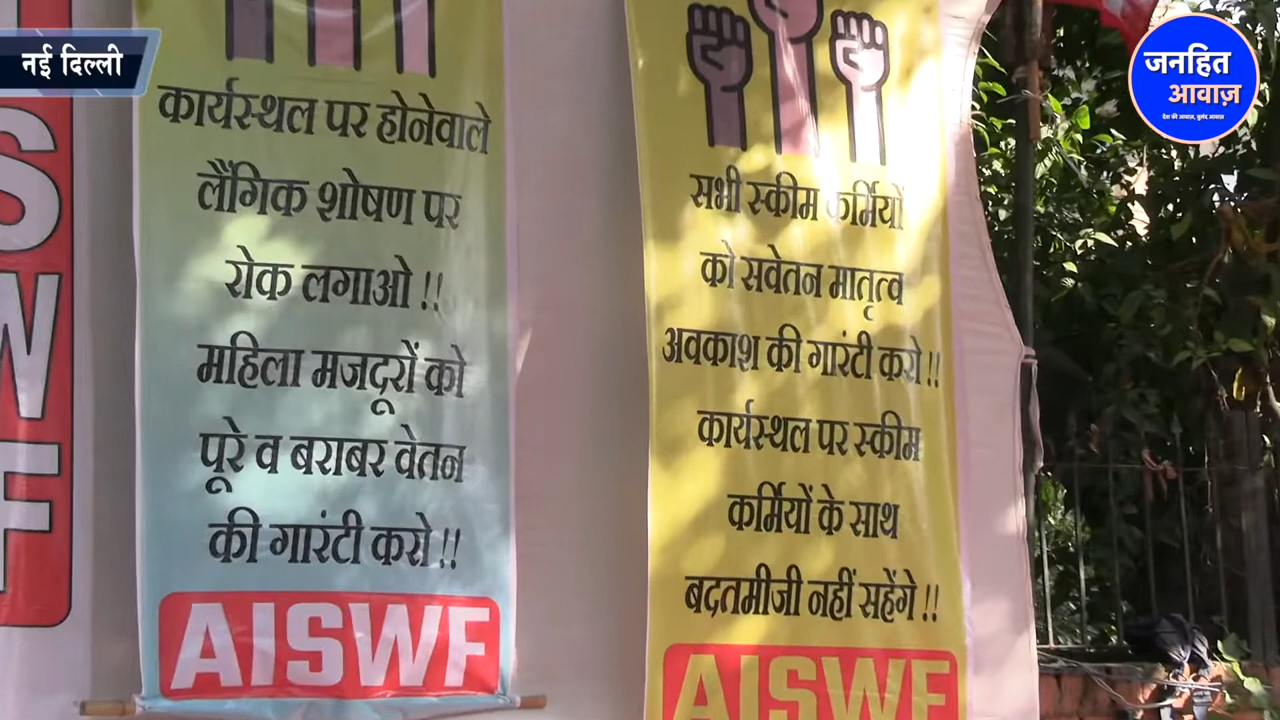 नई दिल्ली
जनहित
आवाज़
देश की आवाज़, बुलंद आवाज़
S
W
F
कार्यस्थल पर होनेवाले
लैंगिक शोषण पर
रोक लगाओ !!
महिला मजदूरों को
पूरे व बराबर वेतन
की गारंटी करो !!
AISWF
सभी स्कीम कर्मियों
को सवेतन मातृत्व
अवकाश की गारंटी करो !!
कार्यस्थल पर स्कीम
कर्मियों के साथ
बदतमीजी नहीं सहेंगे !!
AISWF